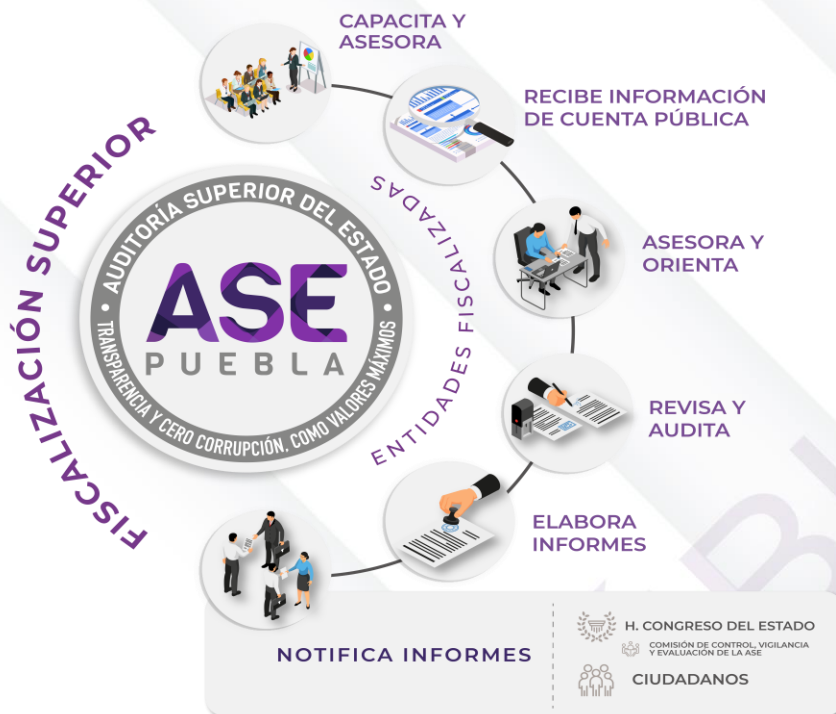 CAPACITA Y
ASESORA
RECIBE INFORMACIÓN
DE CUENTA PÚBLICA
FISCALIZACIÓN SUPERIOR
AUDITORÍA SUPERIOR DEL ESTADO
ASE
PUEBLA
TRANSPARENCIA Y CERO CORRUPCIÓN. COMO VALORES MÁXIMOS
ENTIDADES FISCALIZADAS
ASESORA Y
ORIENTA
REVISA Y
AUDITA
ELABORA
INFORMES
NOTIFICA INFORMES
H. CONGRESO DEL ESTADO
COMISIÓN DE CONTROL, VIGILANCIA
Y EVALUACIÓN DE LA ASE
CIUDADANOS